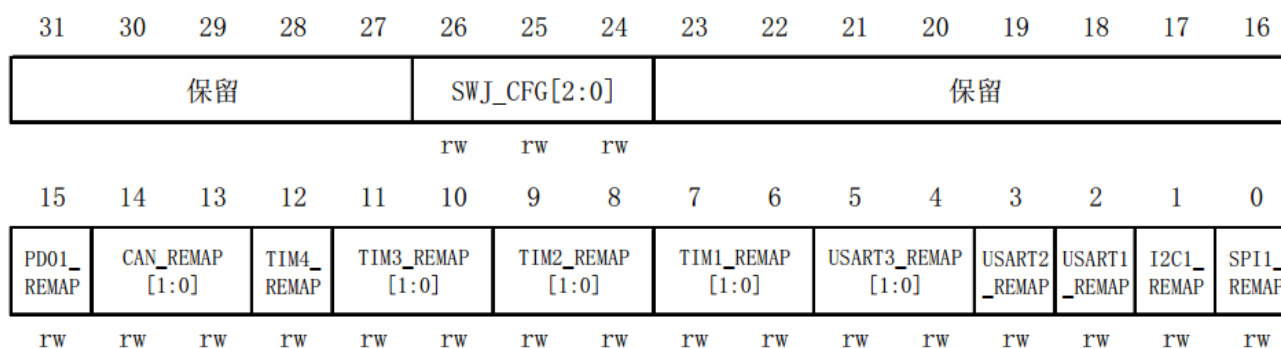 31 30 29 28 27 26 25 24 23 22 21 20 19 18 17 16
保留 SWJ_CFG[2:0] 保留
rw rw rw
15 14 13 12 11 10 9 8 7 6 5 4 3 2 1 0
PD01_ CAN_REMAP TIM4_ TIM3_REMAP TIM2_REMAP TIM1_REMAP USART3_REMAP USART2 USART1 I2C1_ SPI1_
REMAP [1:0] REMAP [1:0] [1:0] [1:0] [1:0] _REMAP _REMAP REMAP REMAP
rw rw rw rw rw rw rw rw rw rw rw rw rw rw rw rw